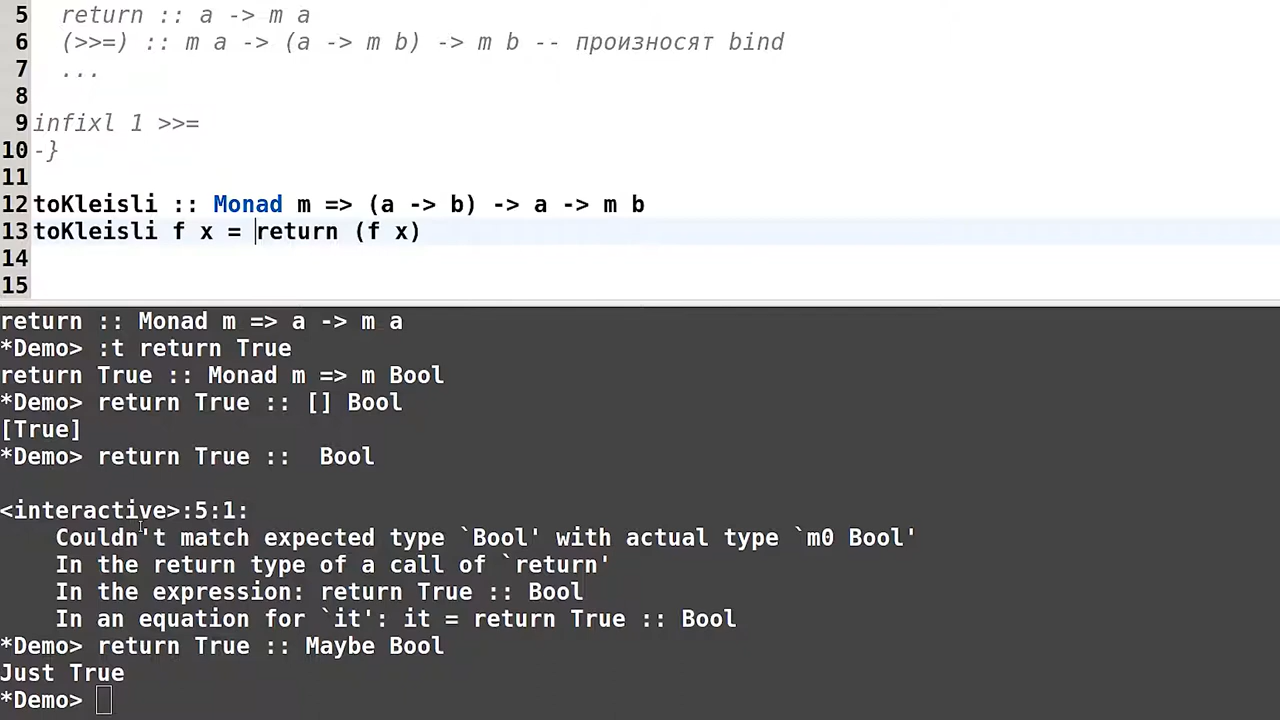 5 return :: a -> m a
6 (>>=) :: m a -> (a -> m b) -> m b -- произносят bind
7 ...
8
9 infixl 1 >>=
10 -}
11
12 toKleisli :: Monad m => (a -> b) -> a -> m b
13 toKleisli f x = return (f x)
14
15
return :: Monad m => a -> m a
*Demo> :t return True
return True :: Monad m => m Bool
*Demo> return True :: [] Bool
[True]
*Demo> return True ::  Bool
<interactive>:5:1:
    Couldn't match expected type `Bool' with actual type `m0 Bool'
    In the return type of a call of `return'
    In the expression: return True :: Bool
    In an equation for `it': it = return True :: Bool
*Demo> return True :: Maybe Bool
Just True
*Demo>